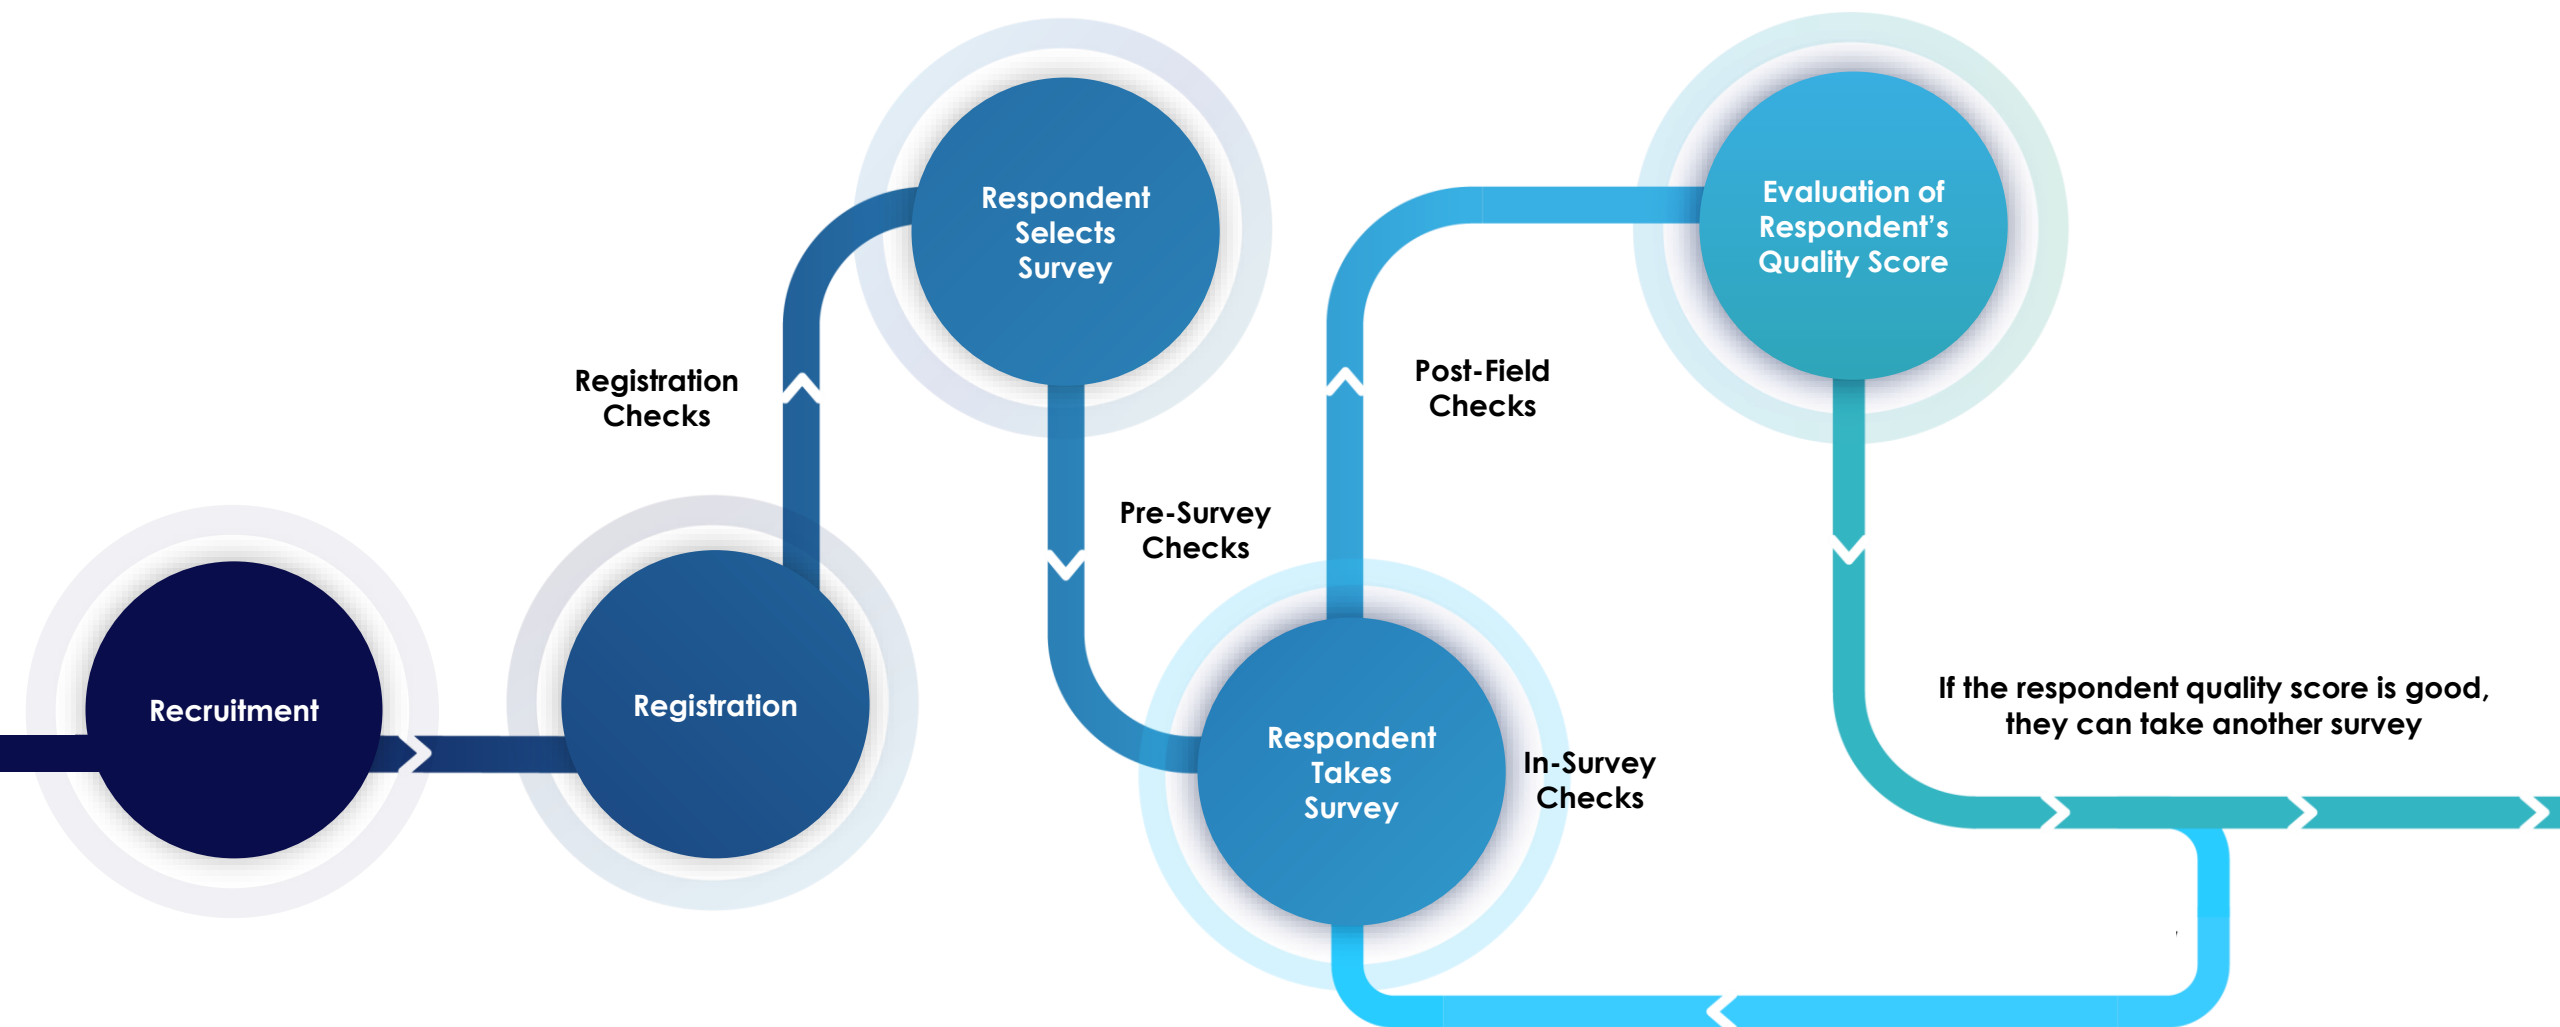 Recruitment
Registration
Registration
Checks
Respondent
Selects
Survey
Pre-Survey
Checks
Respondent
Takes
Survey
In-Survey
Checks
Post-Field
Checks
Evaluation of
Respondent’s
Quality Score
If the respondent quality score is good,
they can take another survey